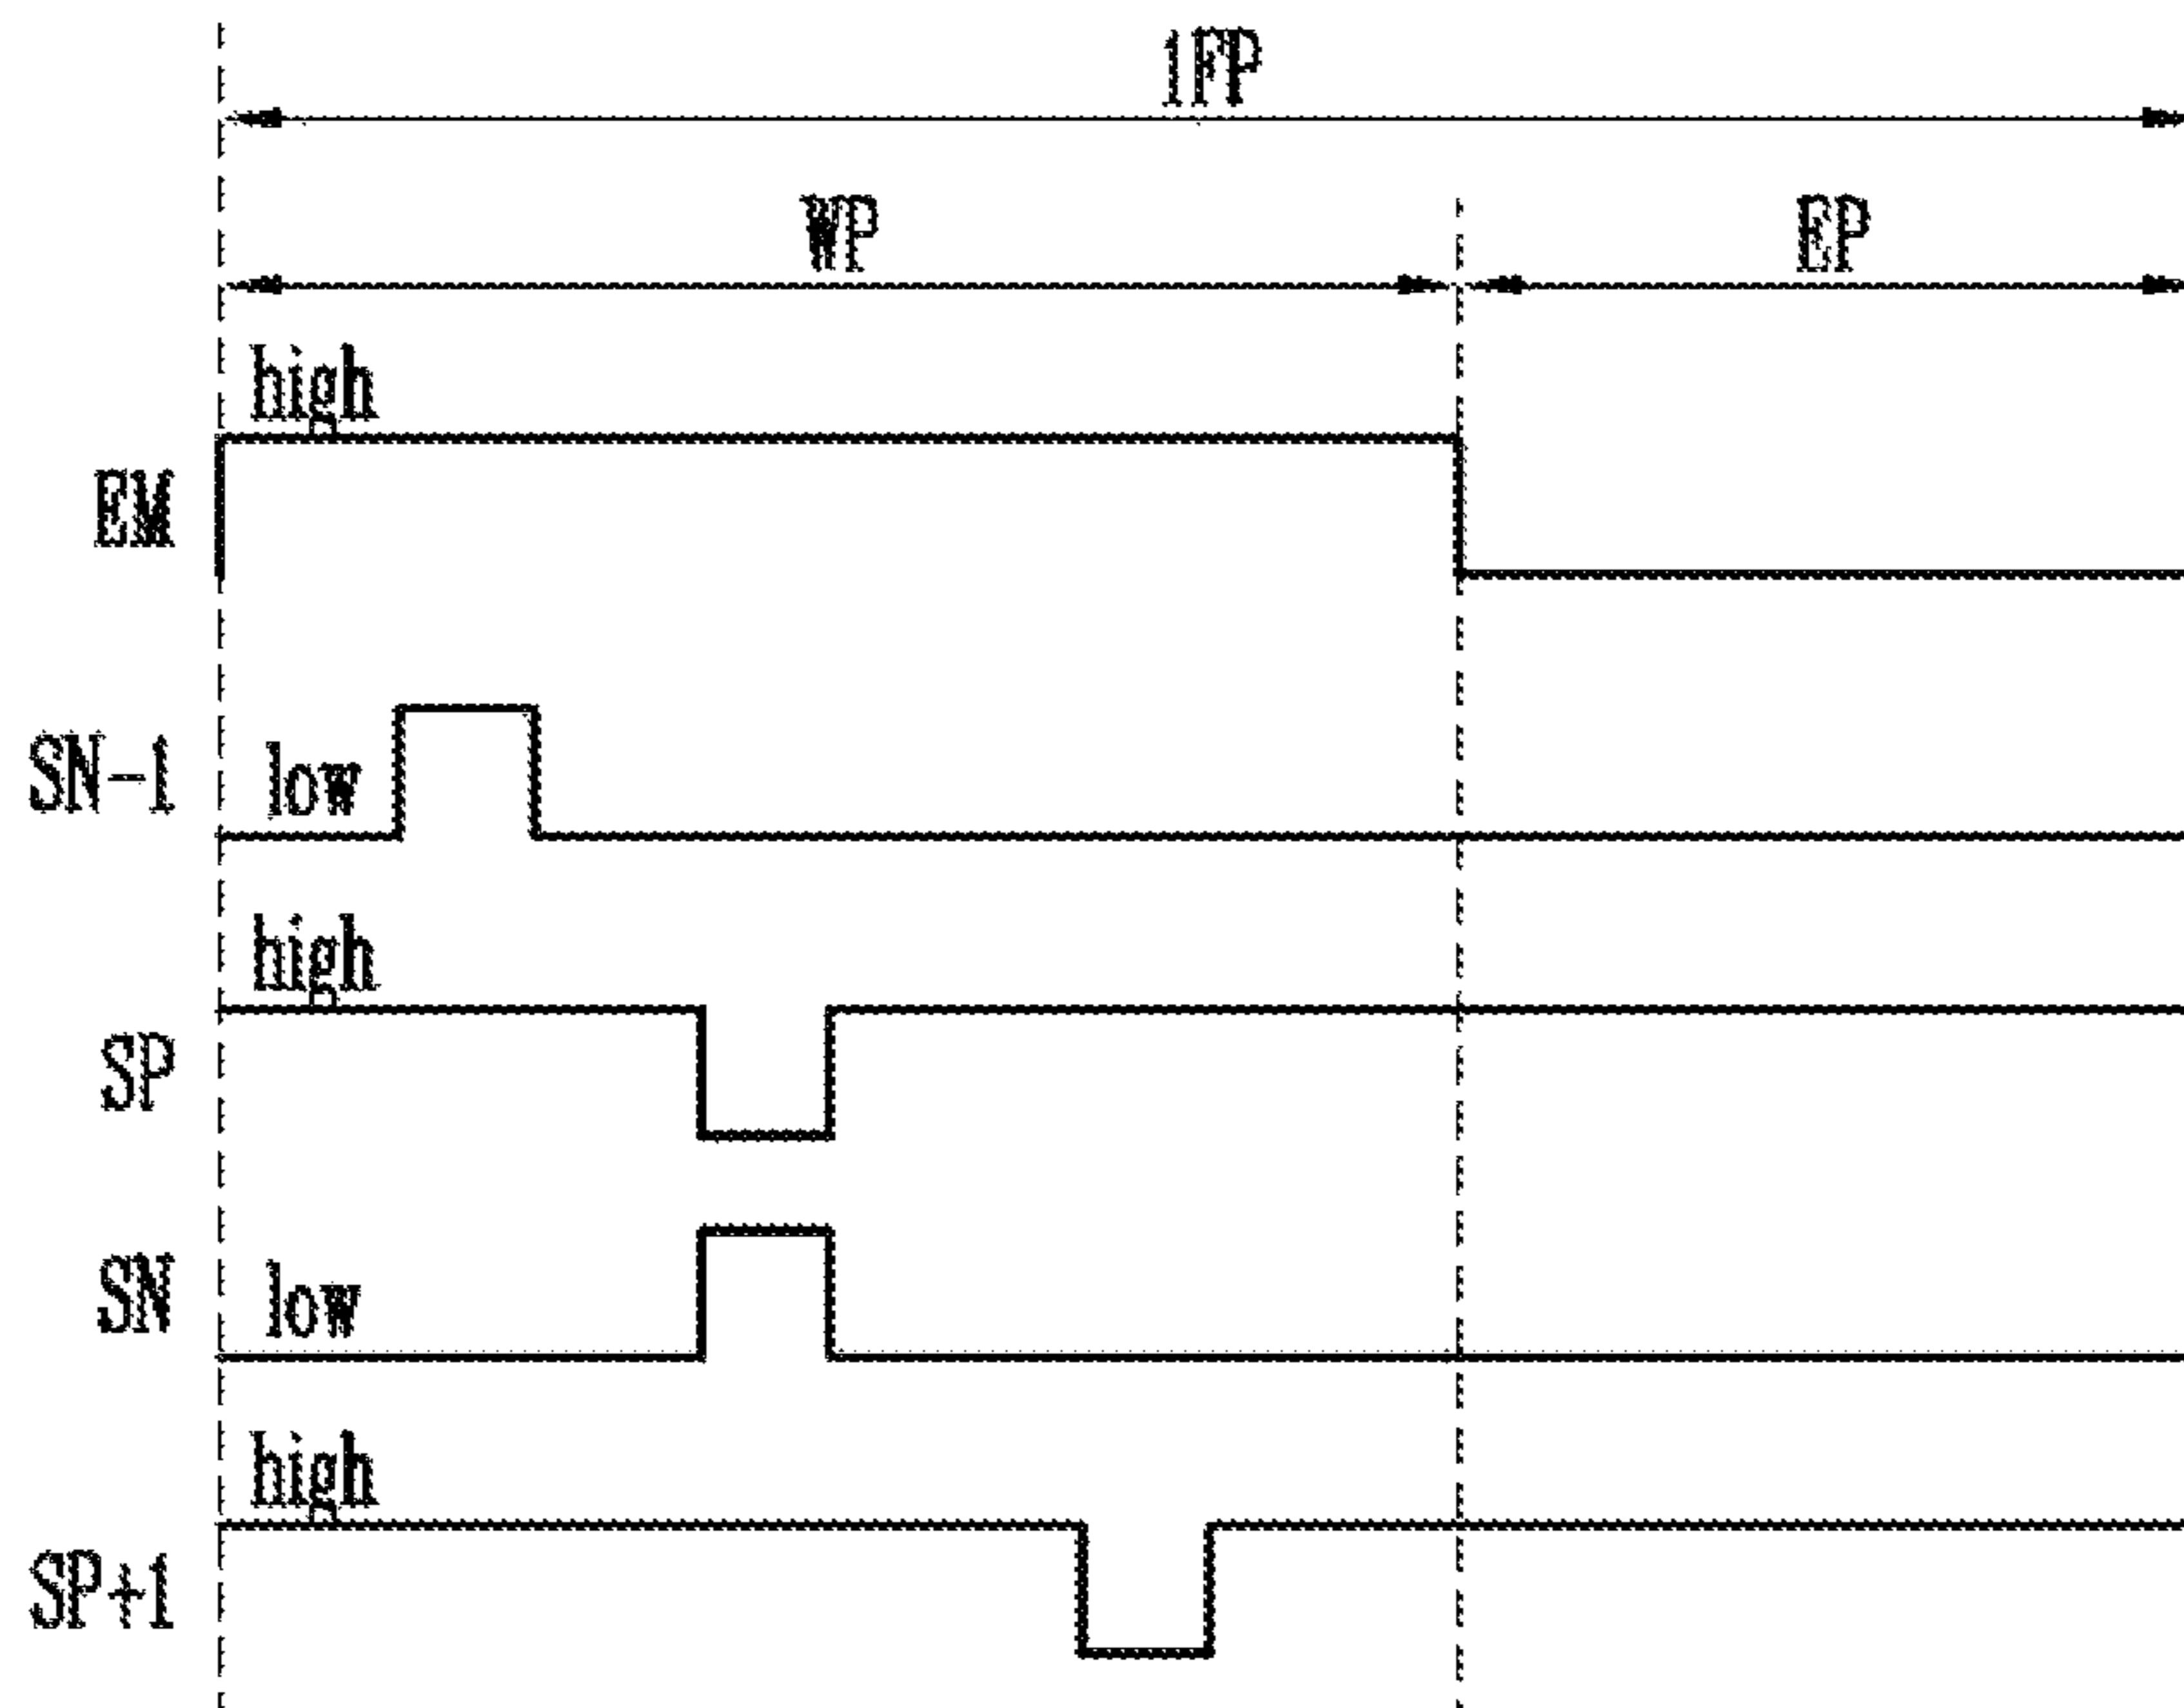 1FP
WP EP
high
EM
SN-1 low
high
SP
SN low
high
SP+1